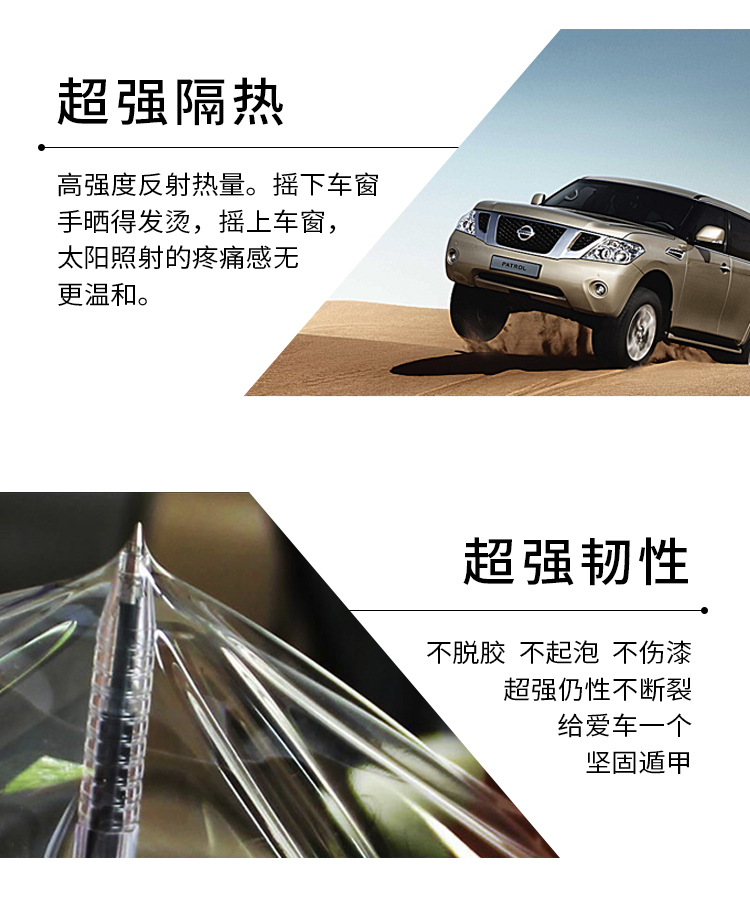 超强隔热
高强度反射热量。摇下车窗
手晒得发烫，摇上车窗，
太阳照射的疼痛感无
更温和。
PATROL
超强韧性
不脱胶 不起泡 不伤漆
超强仍性不断裂
给爱车一个
坚固遁甲